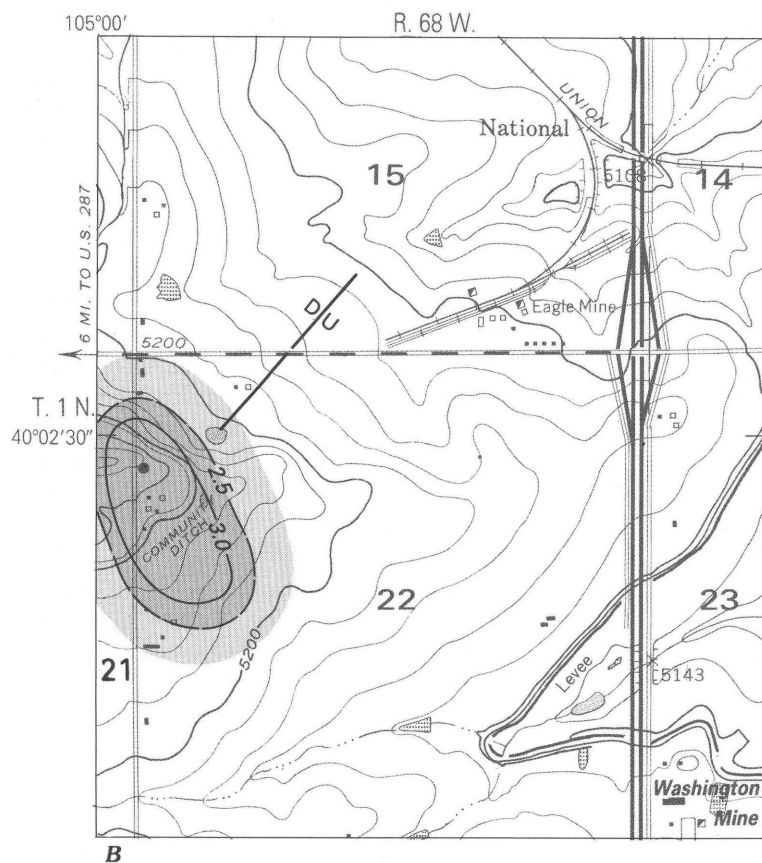 105°00'
R. 68 W.
UNION
National
15
5168
14
6 MI. TO U.S. 287
D/U
Eagle Mine
5200
T. 1 N.
40°02'30"
2.5
3.0
COMMUNITY
DITCH
22
23
5200
21
Levee
5143
Washington
Mine
B